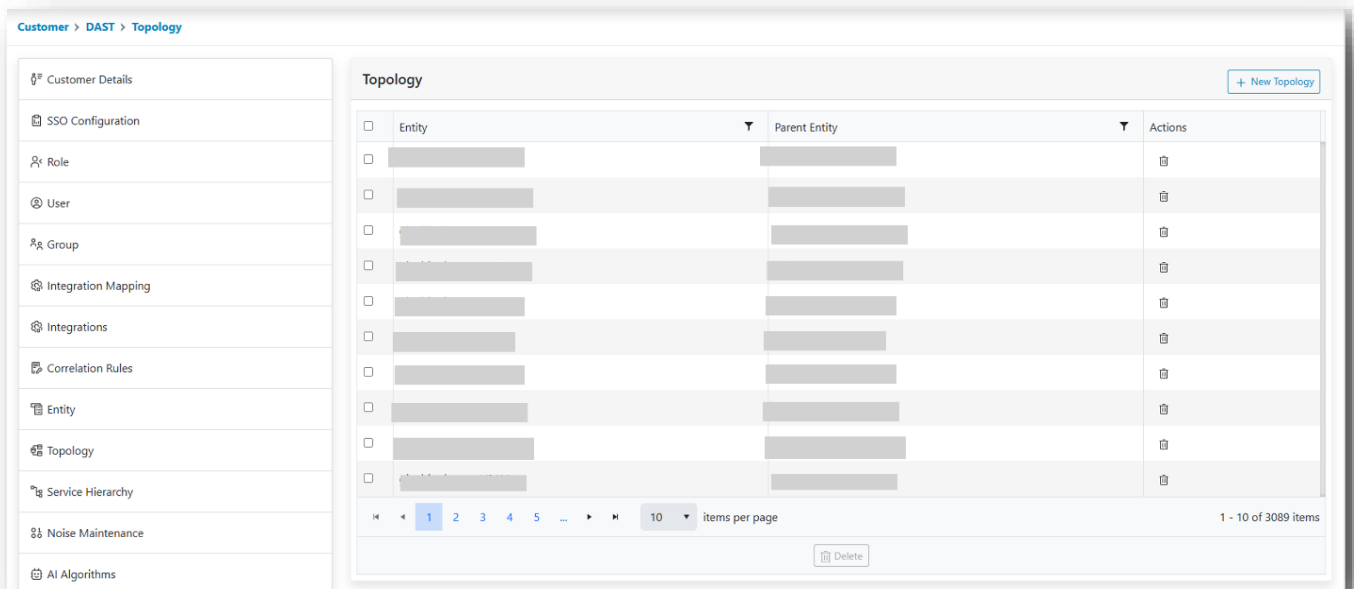 Customer > DAST > Topology
Customer Details
SSO Configuration
Role
User
Group
Integration Mapping
Integrations
Correlation Rules
Entity
Topology
Service Hierarchy
Noise Maintenance
AI Algorithms
Topology
+ New Topology
Entity Parent Entity Actions
1 2 3 4 5 ... 10 items per page 1 - 10 of 3089 items
Delete